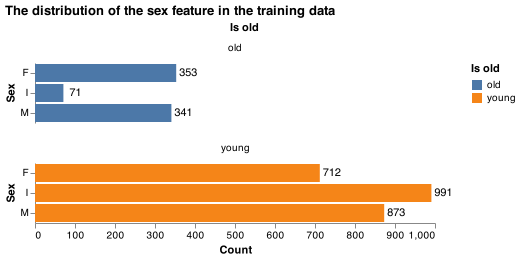 The distribution of the sex feature in the training data
Is old
old
Sex
F 353
I 71
M 341
Is old
old
young
young
Sex
F 712
I 991
M 873
0 100 200 300 400 500 600 700 800 900 1,000
Count